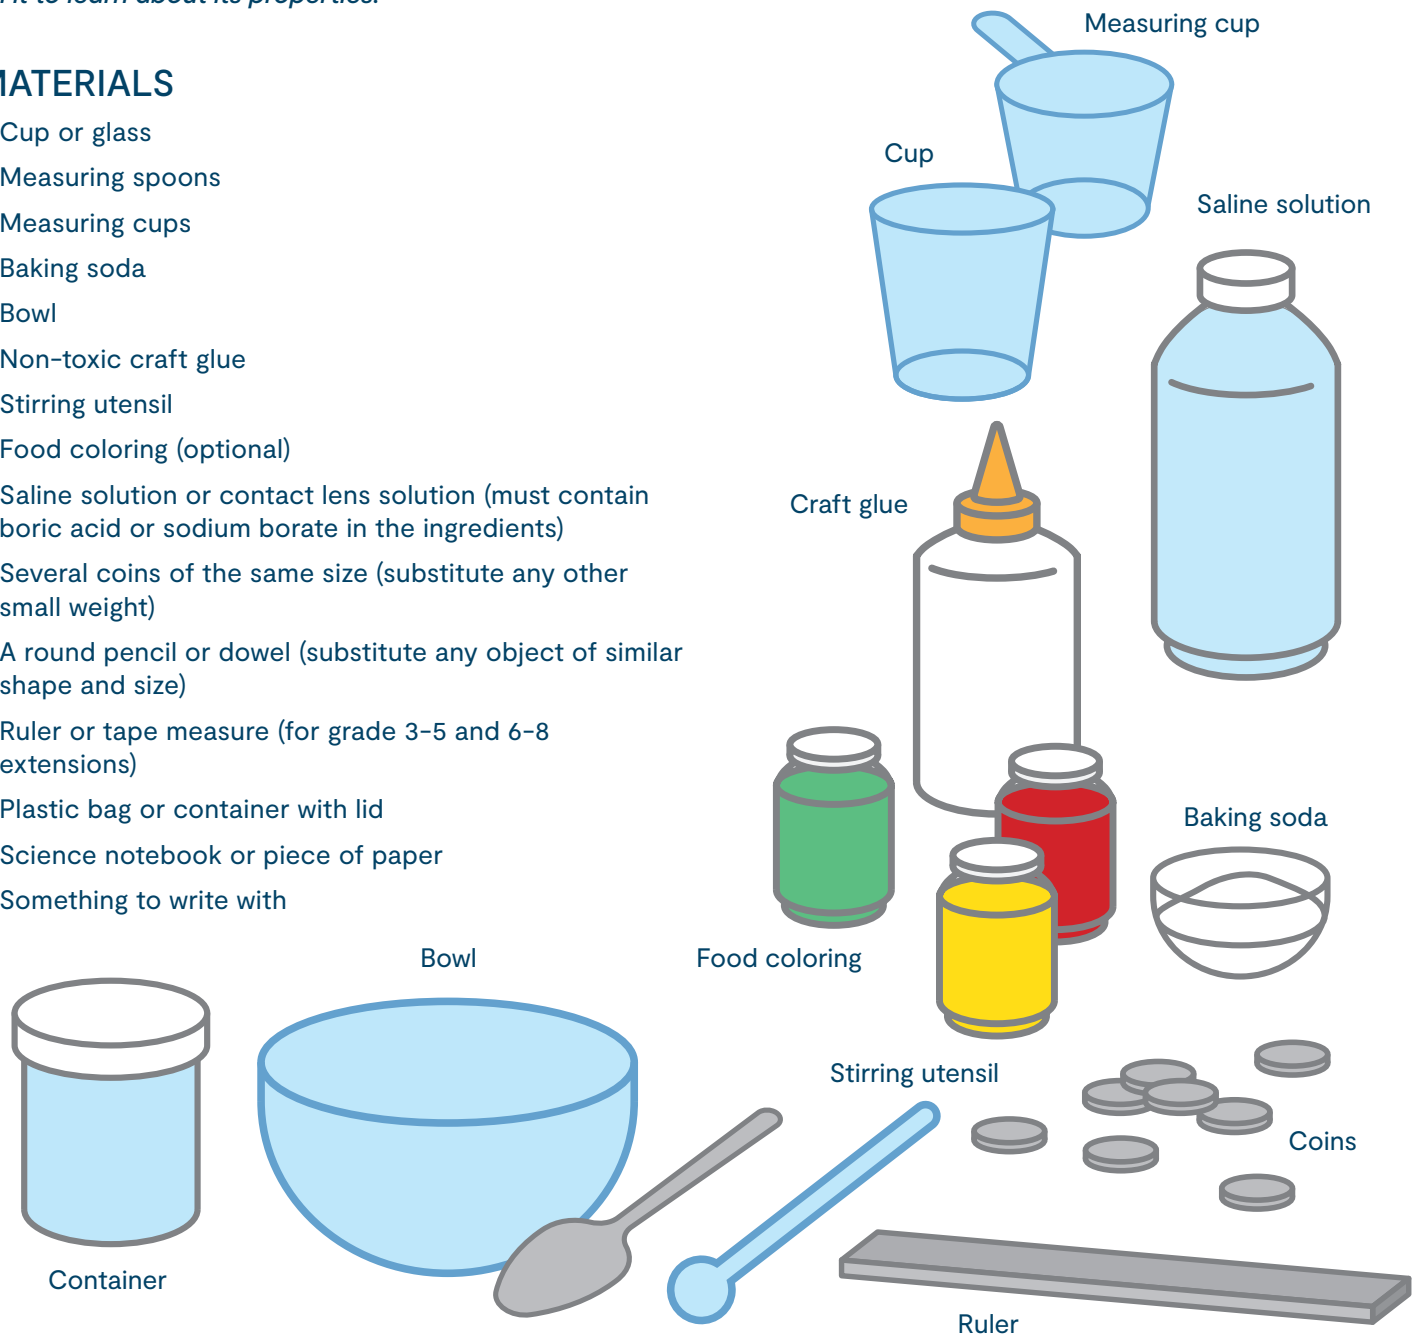 to learn about its properties.
MATERIALS
Cup or glass
Measuring spoons
Measuring cups
Baking soda
Bowl
Non-toxic craft glue
Stirring utensil
Food coloring (optional)
Saline solution or contact lens solution (must contain
boric acid or sodium borate in the ingredients)
Several coins of the same size (substitute any other
small weight)
A round pencil or dowel (substitute any object of similar
shape and size)
Ruler or tape measure (for grade 3-5 and 6-8
extensions)
Plastic bag or container with lid
Science notebook or piece of paper
Something to write with
Measuring cup
Cup
Saline solution
Craft glue
Baking soda
Food coloring
Bowl
Stirring utensil
Coins
Container
Ruler